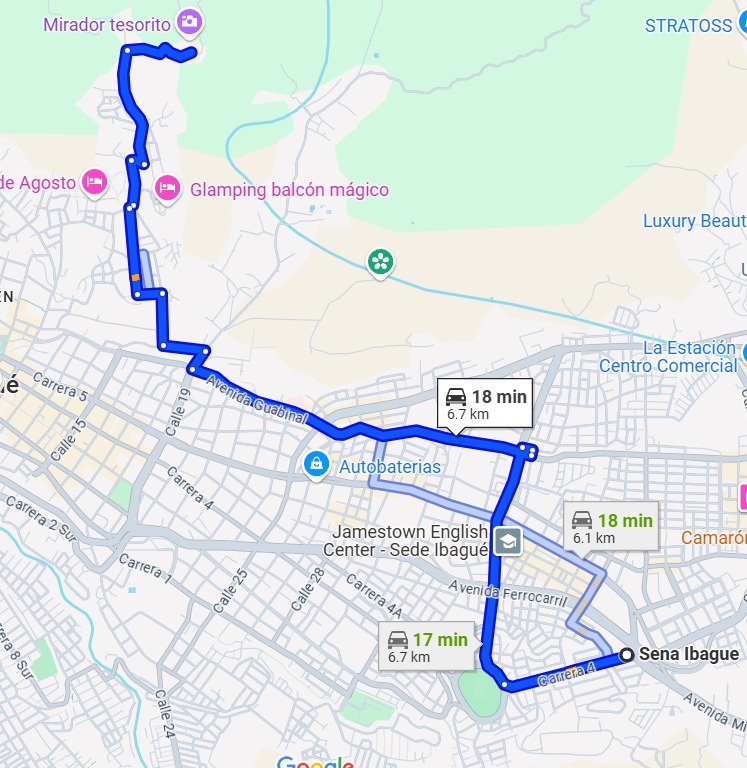 Mirador tesorito
STRATOSS
de Agosto
Glamping balcón mágico
Luxury Beaut
EN
La Estación
Centro Comercial
18 min
6.7 km
é
Carrera 5
Avenida Guabinal
Calle 19
Calle 15
Autobaterias
Carrera 4
Carrera 2 Sur
Jamestown English
Center - Sede Ibagué
18 min
6.1 km
Camarón
Carrera 1
Calle 25
Calle 28
Carrera 4A
Avenida Ferrocarril
17 min
6.7 km
Sena Ibague
Carrera 4
Carrera 8 Sur
Calle 24
Avenida Mi
Google